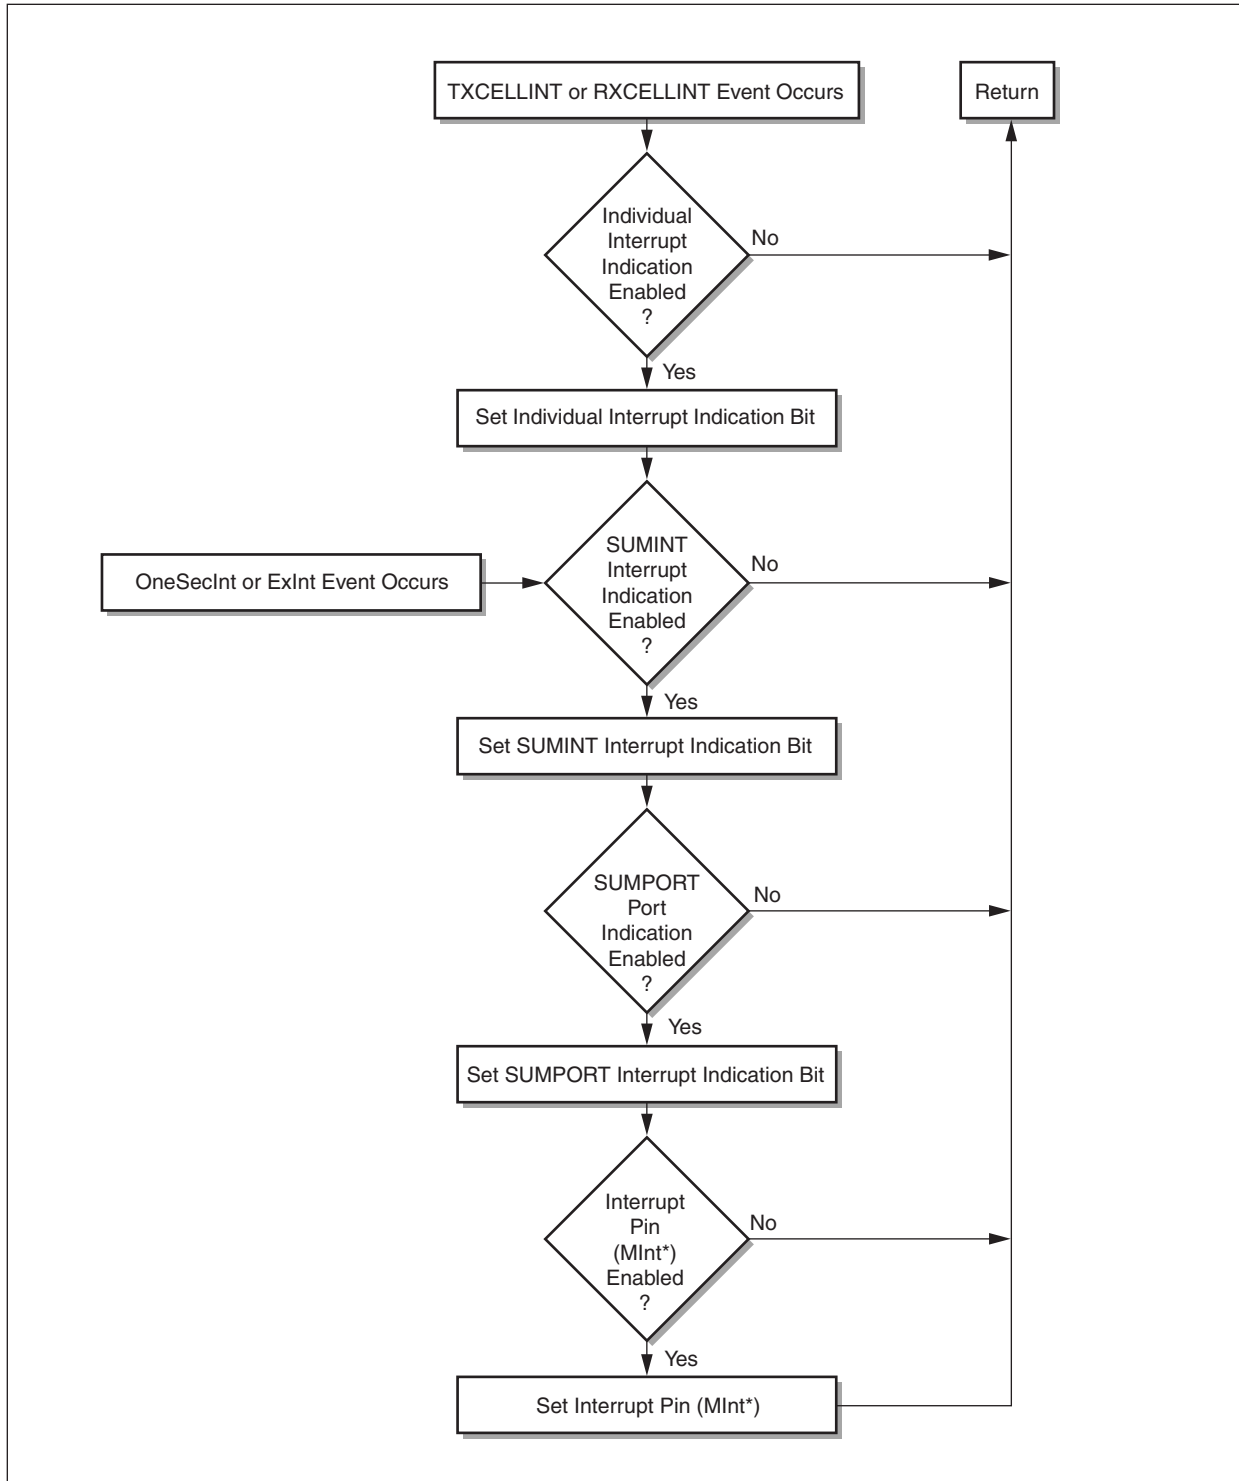 TXCELLINT or RXCELLINT Event Occurs
Return
Individual
Interrupt
Indication
Enabled
?
No
Yes
Set Individual Interrupt Indication Bit
OneSecInt or ExInt Event Occurs
SUMINT
Interrupt
Indication
Enabled
?
No
Yes
Set SUMINT Interrupt Indication Bit
SUMPORT
Port
Indication
Enabled
?
No
Yes
Set SUMPORT Interrupt Indication Bit
Interrupt
Pin
(MInt*)
Enabled
?
No
Yes
Set Interrupt Pin (MInt*)